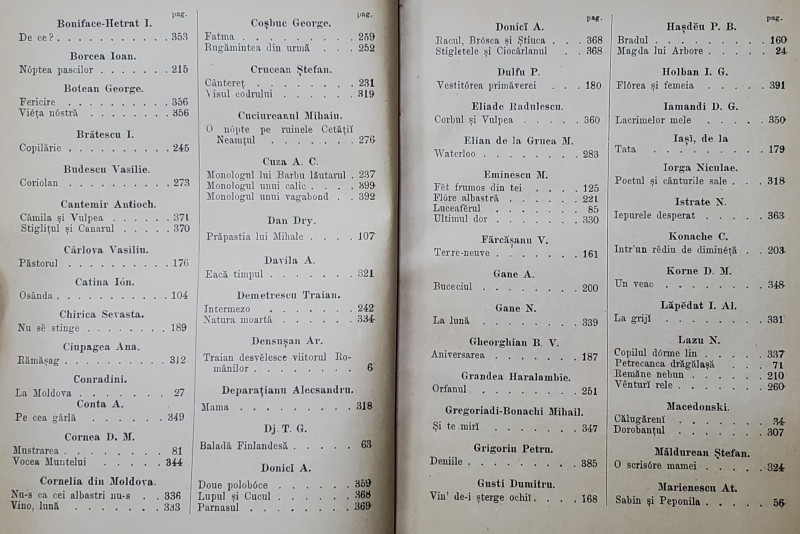 pag.
Boniface-Hetrat I.
De ce? . . . . . . . . . . 353
Borcea Ioan.
Nóptea pascilor . . . . . . . 215
Botean George.
Fericire . . . . . . . . . . 356
Viéța nóstră . . . . . . . . 356
Brătescu I.
Copilărie . . . . . . . . . . 245
Budescu Vasilie.
Coriolan . . . . . . . . . . 273
Cantemir Antioch.
Cămila și Vulpea . . . . . . 371
Stiglițul și Canarul . . . . . 370
Cârlova Vasiliu.
Păstorul . . . . . . . . . . 176
Catina Ión.
Osânda . . . . . . . . . . . 104
Chirica Sevasta.
Nu sĕ stinge . . . . . . . . 189
Ciupagea Ana.
Rămășag . . . . . . . . . . 312
Conradini.
La Moldova . . . . . . . . 27
Conta A.
Pe cea gârlă . . . . . . . 349
Cornea D. M.
Mustrarea . . . . . . . . . 81
Vocea Muntelui . . . . . 344
Cornelia din Moldova.
Nu-s ca cei albastri nu-s . . 336
Vino, lună . . . . . . . 333
pag.
Coșbuc George.
Fatma . . . . . . . . . . 259
Rugămintea din urmă . . . 252
Crucean Ștefan.
Cântereț . . . . . . . . . 231
Visul codrului . . . . . . . 319
Cuciureanul Mihaiu.
O nópte pe ruinele Cetății
Neamțul . . . . . . . 276
Cuza A. C.
Monologul lui Barbu lăutarul . 237
Monologul unui calic . . . . 399
Monologul unui vagabond . . 392
Dan Dry.
Prăpastia lui Mihale . . . . . 107
Davila A.
Eacă timpul . . . . . . . . 321
Demetrescu Traian.
Intermezo . . . . . . . 242
Natura moartă . . . . . . 334
Densușan Ar.
Traian desvĕlesce viitorul Ro-
mânilor . . . . . . . . . 6
Deparațianu Alecsandru.
Mama . . . . . . . . . . 318
Dj. T. G.
Baladă Finlandesă . . . . . 63
Donicĭ A.
Doue polobóce . . . . . . 359
Lupul și Cucul . . . . . . 368
Parnasul . . . . . . . . . 369
pag.
Donicĭ A.
Racul, Brósca și Știuca . . . 368
Stigletele și Ciocârlanul . . 368
Dulfu P.
Vestitórea primăverei . . . 180
Eliade Radulescu.
Corbul și Vulpea . . . . . 360
Elian de la Gruea M.
Waterloo . . . . . . . . . 283
Eminescu M.
Fĕt frumos din tei . . . . 125
Flóre albastră . . . . . . . 221
Luceafĕrul . . . . . . . . 85
Ultimul dor . . . . . . . . 330
Fărcășanu V.
Terre-neuve . . . . . . . . 161
Gane A.
Buceciul . . . . . . . . . 200
Gane N.
La lună . . . . . . . . . 339
Gheorghian B. V.
Aniversarea . . . . . . . . 187
Grandea Haralambie.
Orfanul . . . . . . . . . 251
Gregoriadi-Bonachi Mihail.
Și te mirĭ . . . . . . . 347
Grigoriu Petru.
Deniile . . . . . . . . . . 385
Gusti Dumitru.
Vin' de-i șterge ochiĭ . . . . 168
pag.
Hașdĕu P. B.
Bradul . . . . . . . . . . 160
Magda lui Arbore . . . . . 24
Holban I. G.
Flórea și femeia . . . . . 391
Iamandi D. G.
Lacrimelor mele . . . . . 350
Iașĭ, de la
Tata . . . . . . . . . . 179
Iorga Niculae.
Poetul și cânturile sale . . . 318
Istrate N.
Iepurele desperat . . . . . 363
Konache C.
Intr'un rĕdiu de diminéță . . 203
Korne D. M.
Un veac . . . . . . . . . 348
Lăpĕdat I. Al.
La grijĭ . . . . . . . . 331
Lazu N.
Copilul dórme lin . . . . . 337
Petrecanca drăgălașă . . . . 71
Remâne nebun . . . . . . . 210
Vênturĭ rele . . . . . . . 260
Macedonski.
Călugărenĭ . . . . . . . . 34
Dorobanțul . . . . . . . . 307
Măldurean Ștefan.
O scrisóre mamei . . . . . 324
Marienescu At.
Sabin și Peponila . . . . . 56